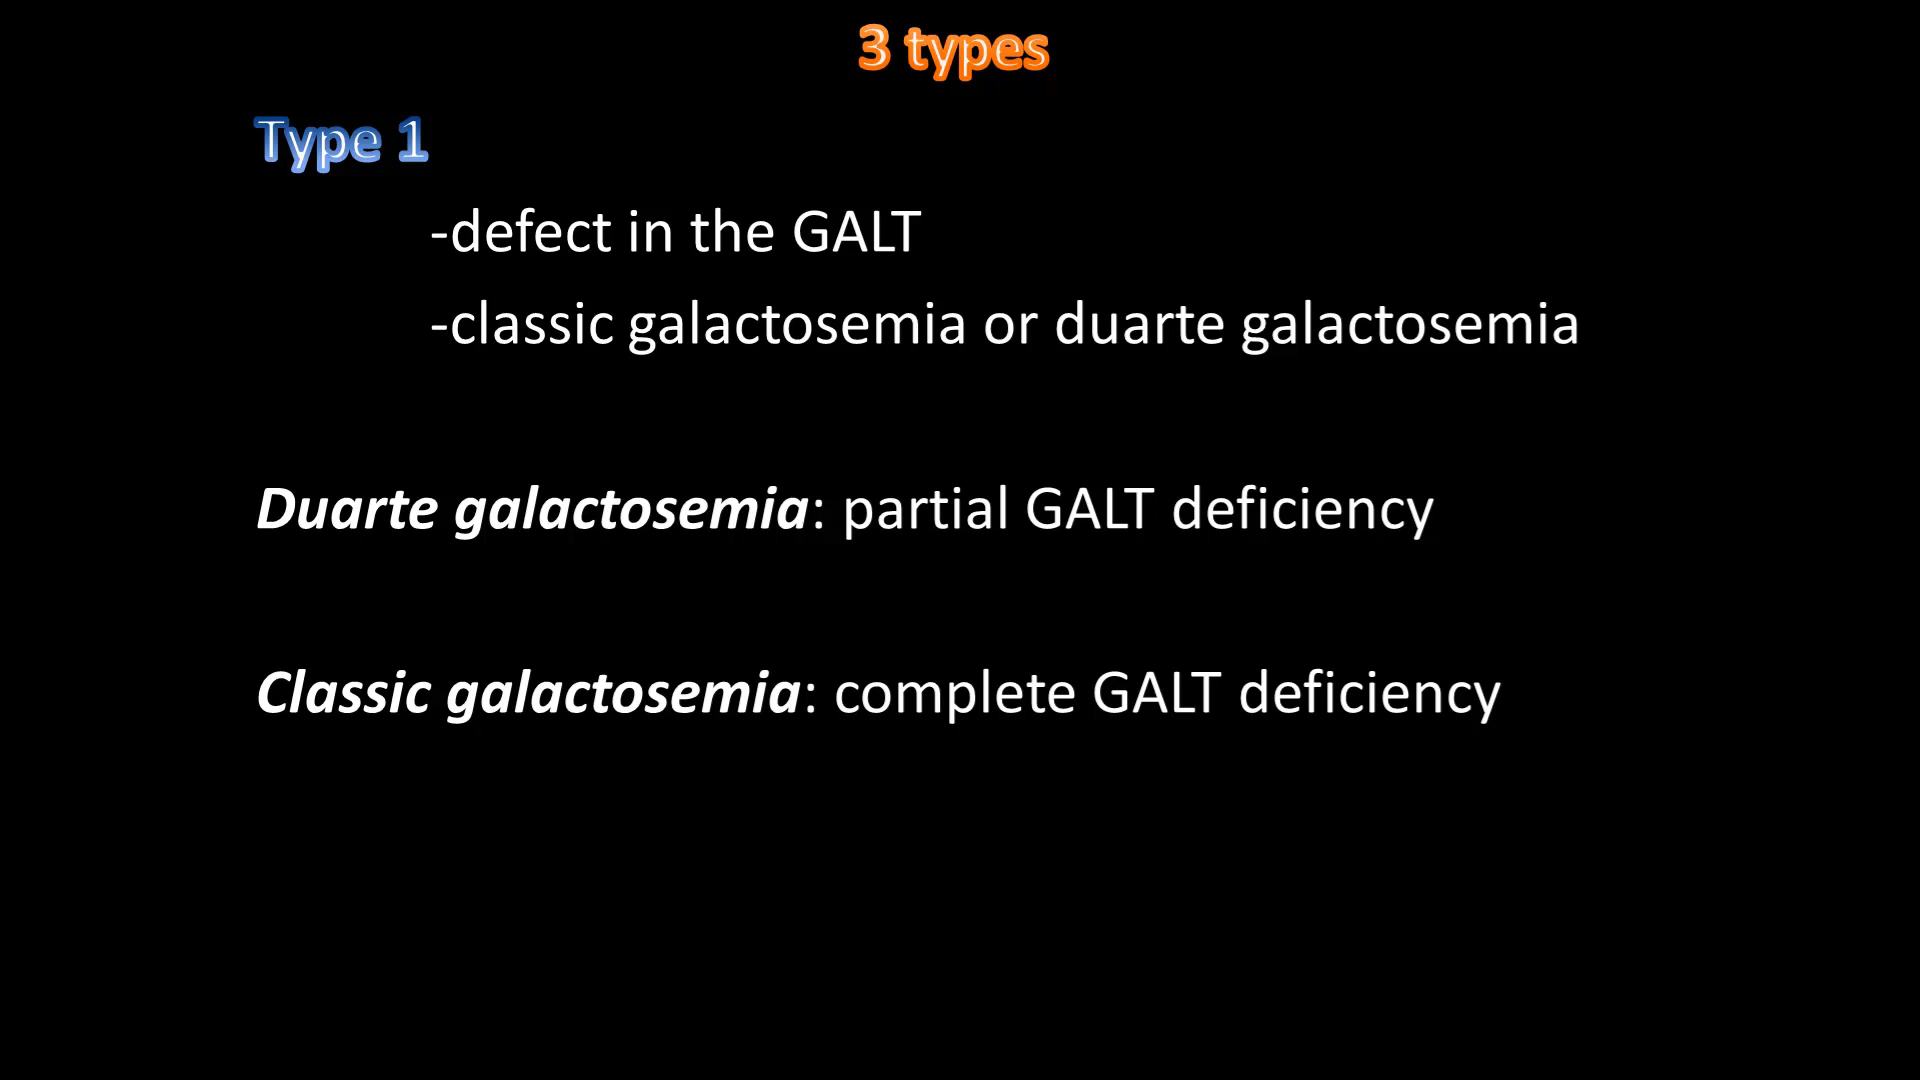 3 types
Type 1
-defect in the GALT
-classic galactosemia or duarte galactosemia
Duarte galactosemia: partial GALT deficiency
Classic galactosemia: complete GALT deficiency